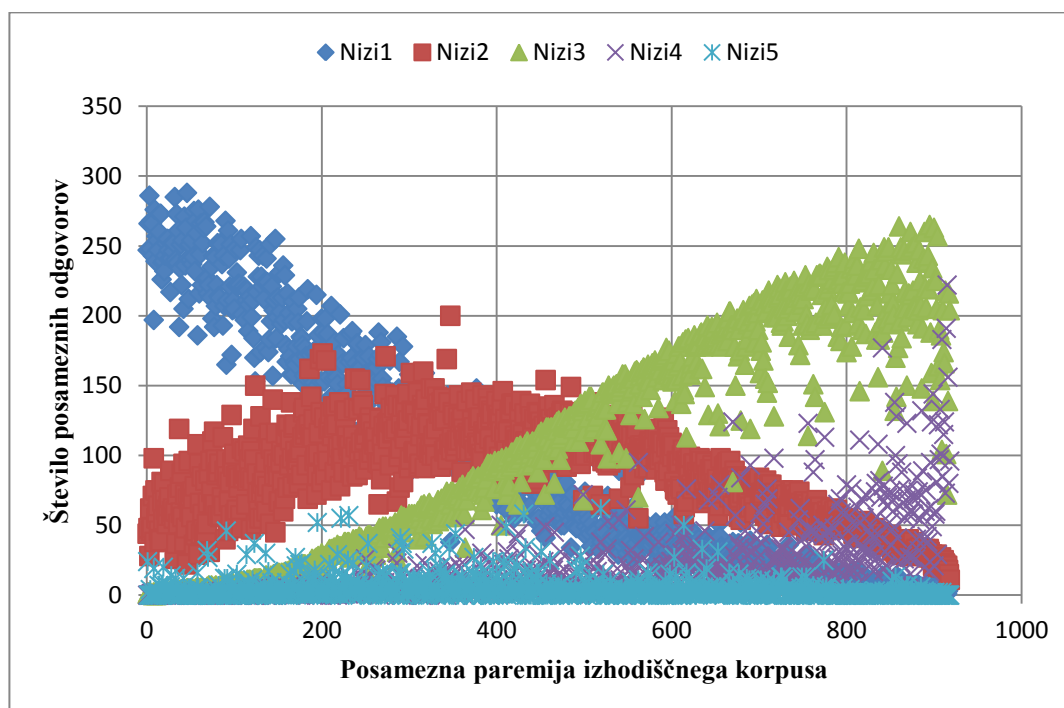 Nizi1 Nizi2 Nizi3 Nizi4 Nizi5
350
300
250
200
150
100
50
0
Število posameznih odgovorov
0 200 400 600 800 1000
Posamezna paremija izhodiščnega korpusa